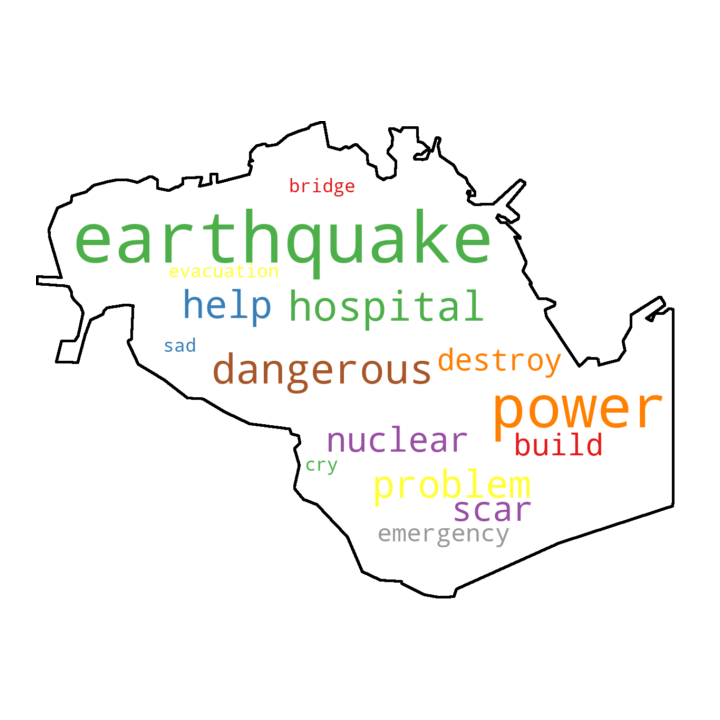 bridge
earthquake
evacuation
help hospital
sad
dangerous destroy
power
nuclear build
cry
problem
scar
emergency